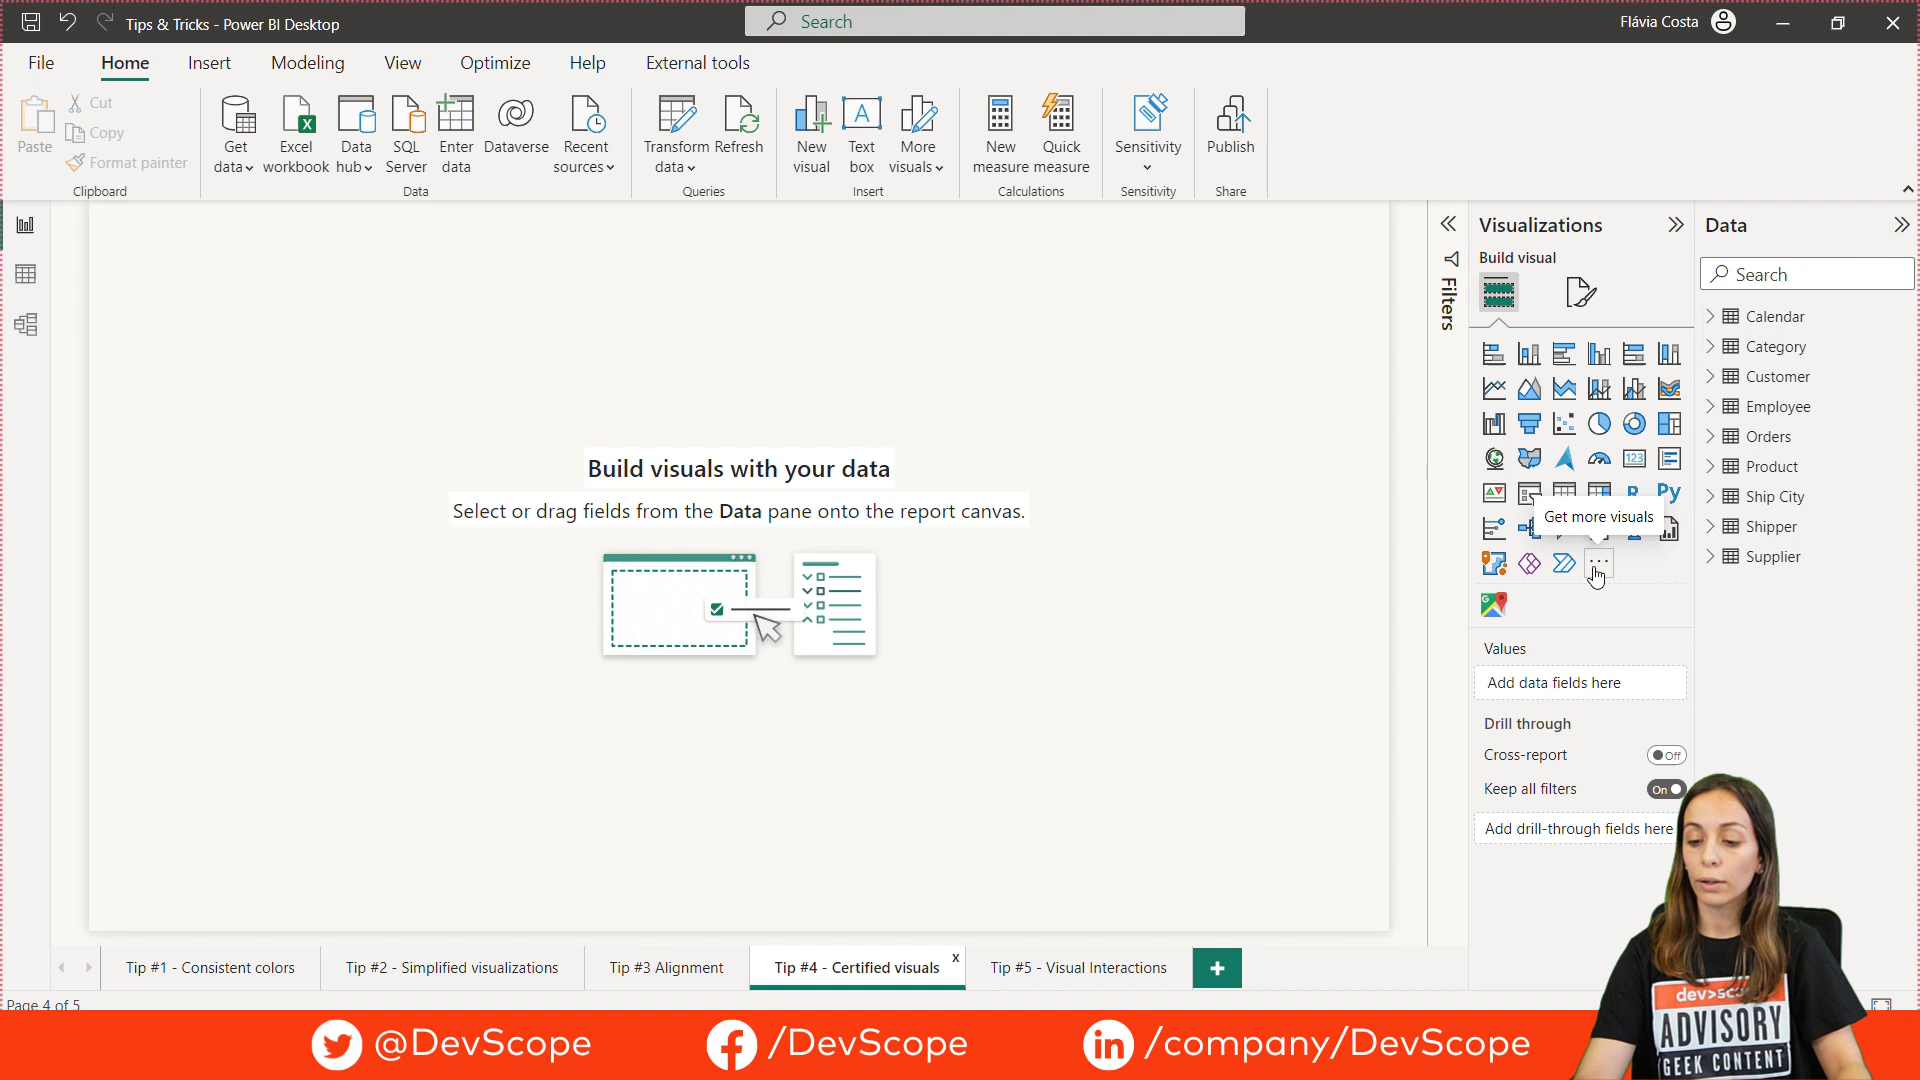 Tips & Tricks - Power BI Desktop
Search
Flávia Costa
File Home Insert Modeling View Optimize Help External tools
Paste
Cut
Copy
Format painter
Clipboard
Get data
Excel workbook
Data hub
SQL Server
Enter data
Dataverse
Recent sources
Data
Transform data
Refresh
Queries
New visual
Text box
More visuals
Insert
New measure
Quick measure
Calculations
Sensitivity
Sensitivity
Publish
Share
Build visuals with your data
Select or drag fields from the Data pane onto the report canvas.
Filters
Visualizations
Build visual
123
R
Py
Get more visuals
...
Values
Add data fields here
Drill through
Cross-report
Off
Keep all filters
On
Add drill-through fields here
Data
Search
Calendar
Category
Customer
Employee
Orders
Product
Ship City
Shipper
Supplier
Tip #1 - Consistent colors
Tip #2 - Simplified visualizations
Tip #3 Alignment
Tip #4 - Certified visuals
x
Tip #5 - Visual Interactions
+
Page 4 of 5
@DevScope
/DevScope
in /company/DevScope
ADVISORY
GEEK CONTENT